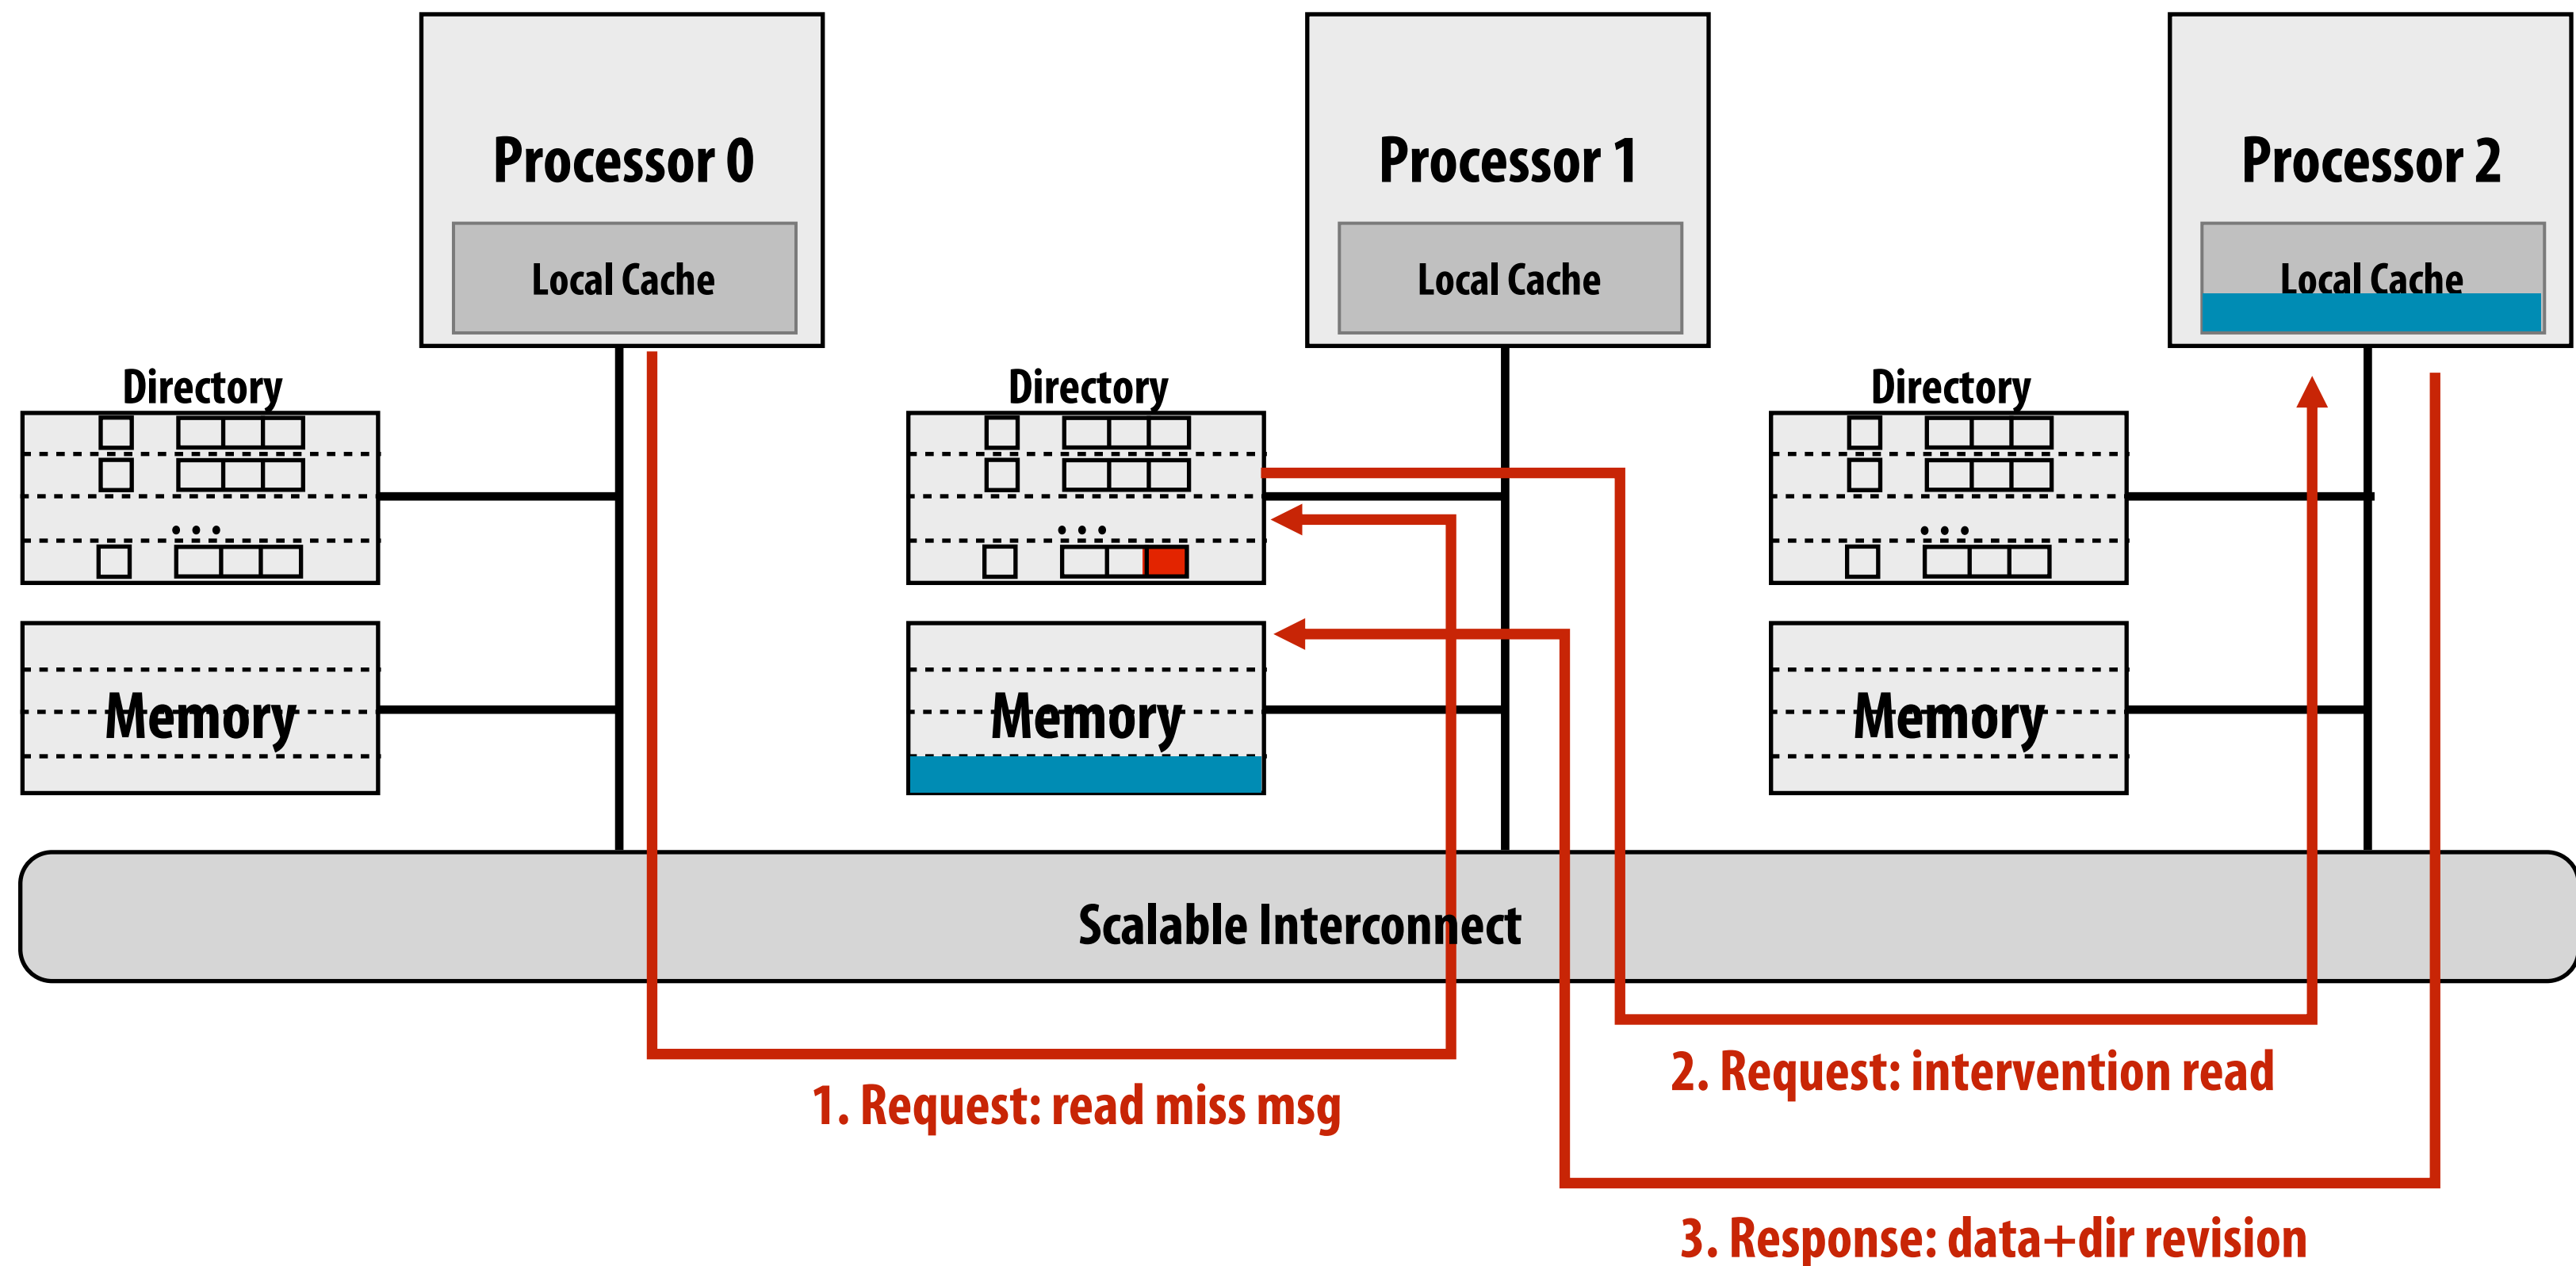 Processor 0
Processor 1
Processor 2
Local Cache
Local Cache
Local Cache
Directory
Directory
Directory
...
...
...
Memory
Memory
Memory
Scalable Interconnect
1. Request: read miss msg
2. Request: intervention read
3. Response: data+dir revision